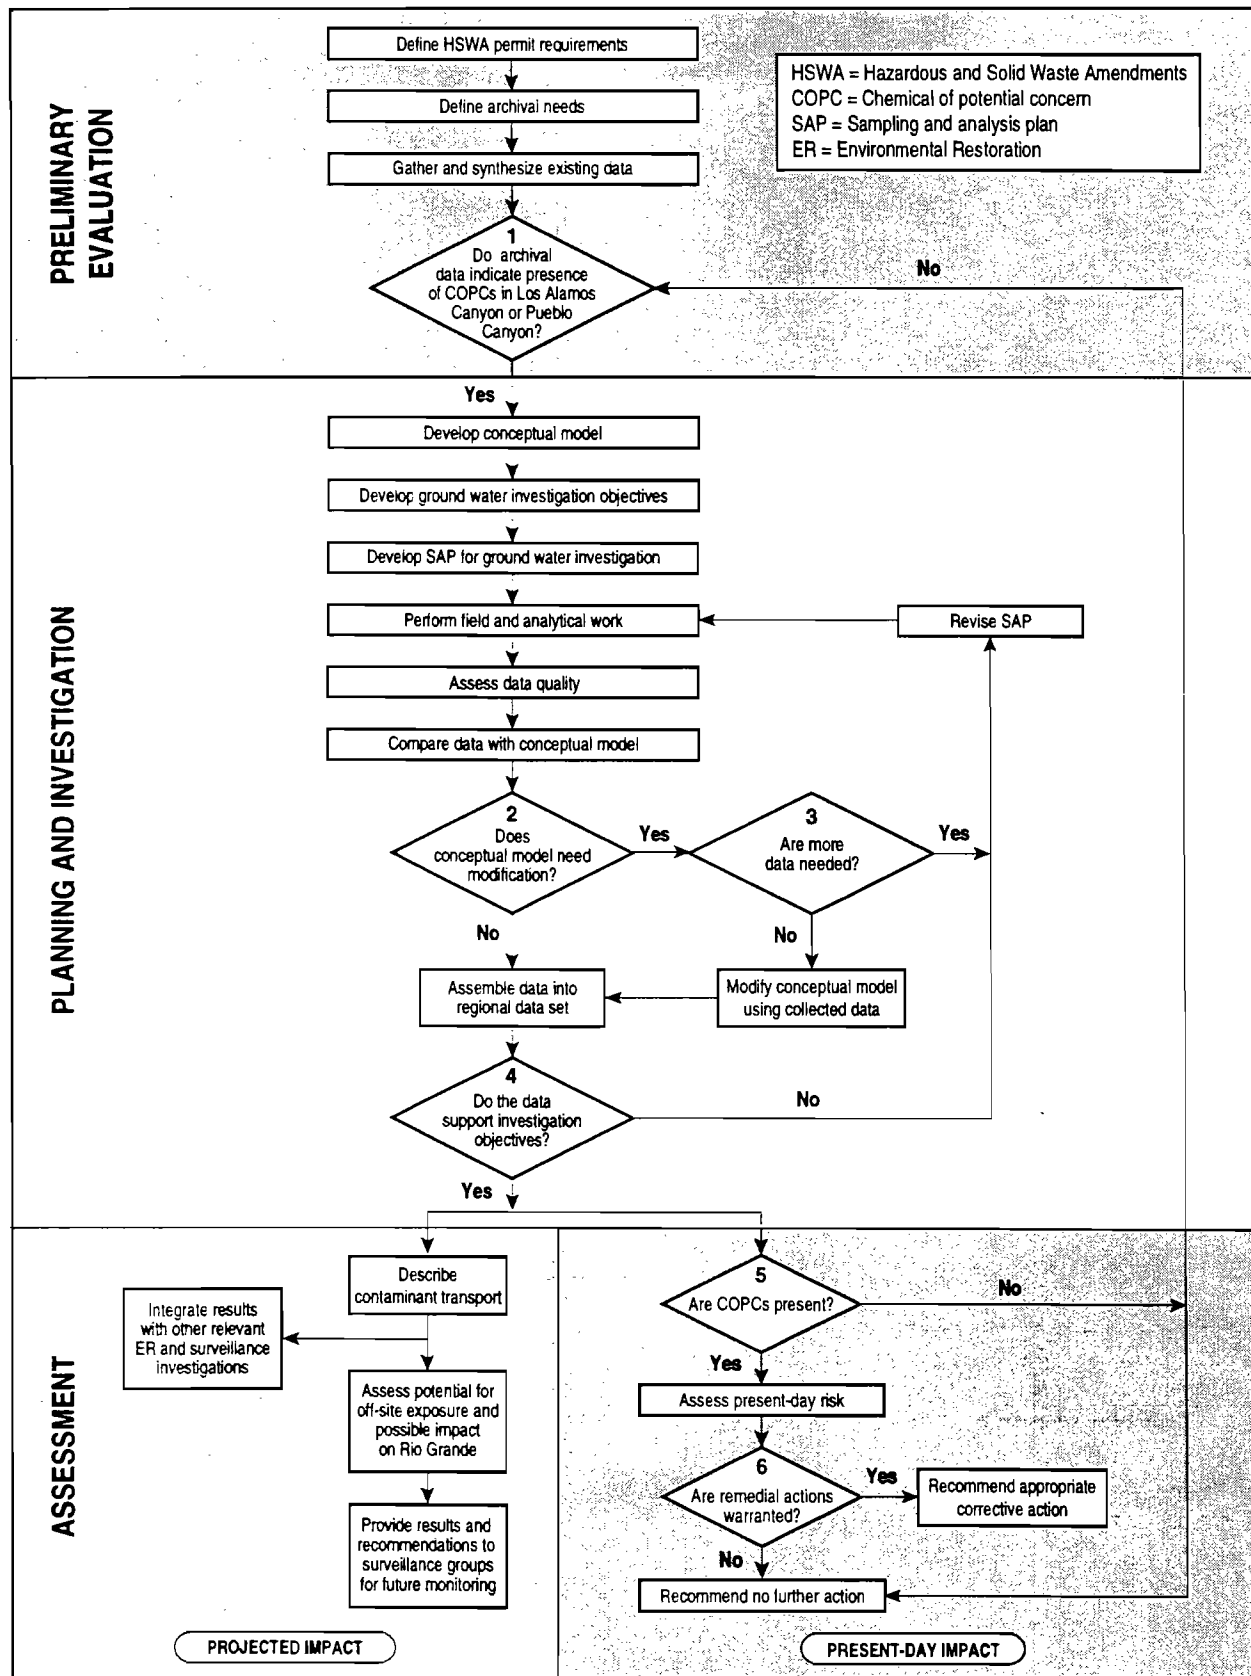 PRELIMINARY
EVALUATION
Define HSWA permit requirements
Define archival needs
Gather and synthesize existing data
HSWA = Hazardous and Solid Waste Amendments
COPC = Chemical of potential concern
SAP = Sampling and analysis plan
ER = Environmental Restoration
1
Do archival
data indicate presence
of COPCs in Los Alamos
Canyon or Pueblo
Canyon?
No
PLANNING AND INVESTIGATION
Yes
Develop conceptual model
Develop ground water investigation objectives
Develop SAP for ground water investigation
Perform field and analytical work
Revise SAP
Assess data quality
Compare data with conceptual model
2
Does
conceptual model need
modification?
Yes
3
Are more
data needed?
Yes
No
No
Assemble data into
regional data set
Modify conceptual model
using collected data
4
Do the data
support investigation
objectives?
No
Yes
ASSESSMENT
Describe
contaminant transport
Integrate results
with other relevant
ER and surveillance
investigations
Assess potential for
off-site exposure and
possible impact
on Rio Grande
Provide results and
recommendations to
surveillance groups
for future monitoring
PROJECTED IMPACT
5
Are COPCs present?
No
Yes
Assess present-day risk
6
Are remedial actions
warranted?
Yes
Recommend appropriate
corrective action
No
Recommend no further action
PRESENT-DAY IMPACT